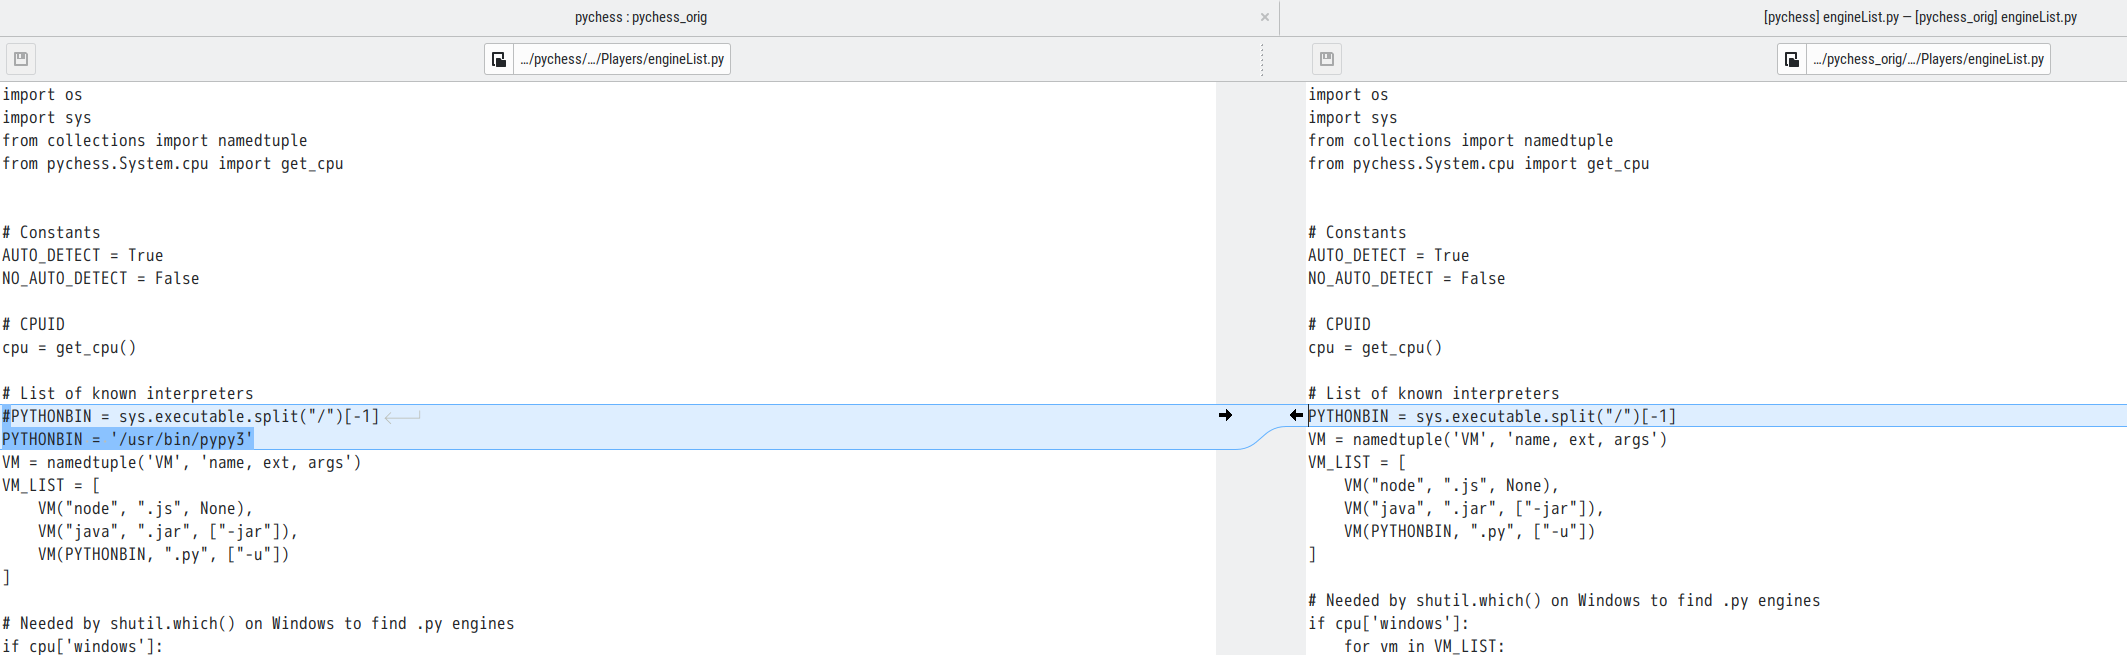 pychess : pychess_orig
×
[pychess] engineList.py — [pychess_orig] engineList.py
.../pychess/.../Players/engineList.py
.../pychess_orig/.../Players/engineList.py
import os
import sys
from collections import namedtuple
from pychess.System.cpu import get_cpu
# Constants
AUTO_DETECT = True
NO_AUTO_DETECT = False
# CPUID
cpu = get_cpu()
# List of known interpreters
#PYTHONBIN = sys.executable.split("/")[-1]
PYTHONBIN = '/usr/bin/pypy3'
VM = namedtuple('VM', 'name, ext, args')
VM_LIST = [
    VM("node", ".js", None),
    VM("java", ".jar", ["-jar"]),
    VM(PYTHONBIN, ".py", ["-u"])
]
# Needed by shutil.which() on Windows to find .py engines
if cpu['windows']:
import os
import sys
from collections import namedtuple
from pychess.System.cpu import get_cpu
# Constants
AUTO_DETECT = True
NO_AUTO_DETECT = False
# CPUID
cpu = get_cpu()
# List of known interpreters
PYTHONBIN = sys.executable.split("/")[-1]
VM = namedtuple('VM', 'name, ext, args')
VM_LIST = [
    VM("node", ".js", None),
    VM("java", ".jar", ["-jar"]),
    VM(PYTHONBIN, ".py", ["-u"])
]
# Needed by shutil.which() on Windows to find .py engines
if cpu['windows']:
    for vm in VM_LIST: